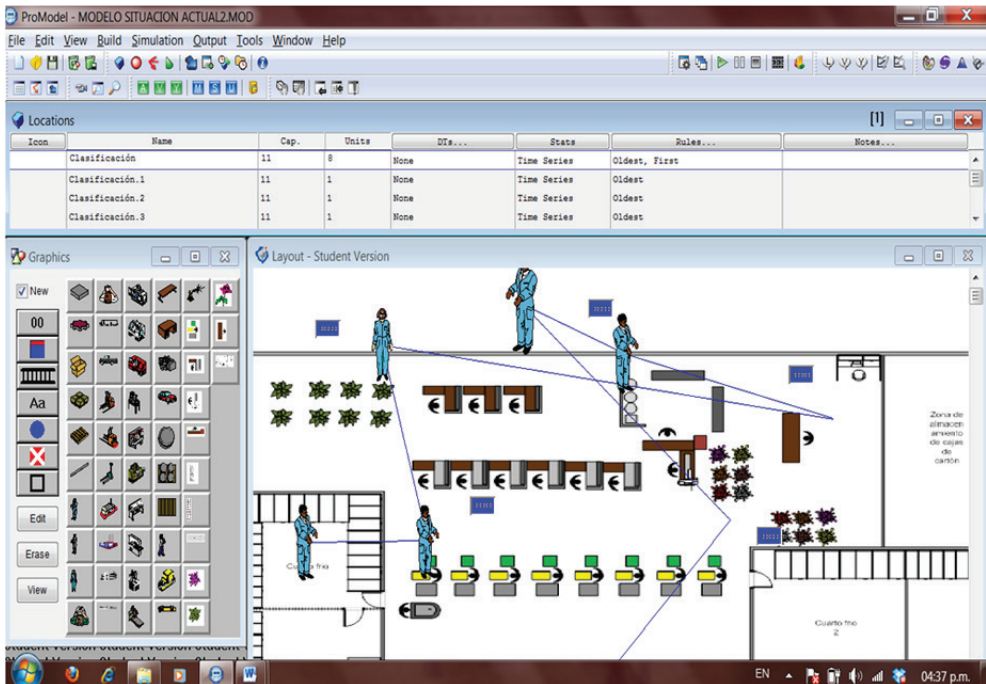 ProModel - MODELO SITUACION ACTUAL2.MOD
File Edit View Build Simulation Output Tools Window Help
Locations [1]
Icon Name Cap. Units DTs... Stats Rules... Notes...
Clasificación 11 8 None Time Series Oldest, First
Clasificación.1 11 1 None Time Series Oldest
Clasificación.2 11 1 None Time Series Oldest
Clasificación.3 11 1 None Time Series Oldest
Graphics
Layout - Student Version
New
00
Aa
Edit
Erase
View
Zona de
almacen
amiento
de cajas
de
cartón
Cuarto frio
Cuarto frio
2
EN 04:37 p.m.